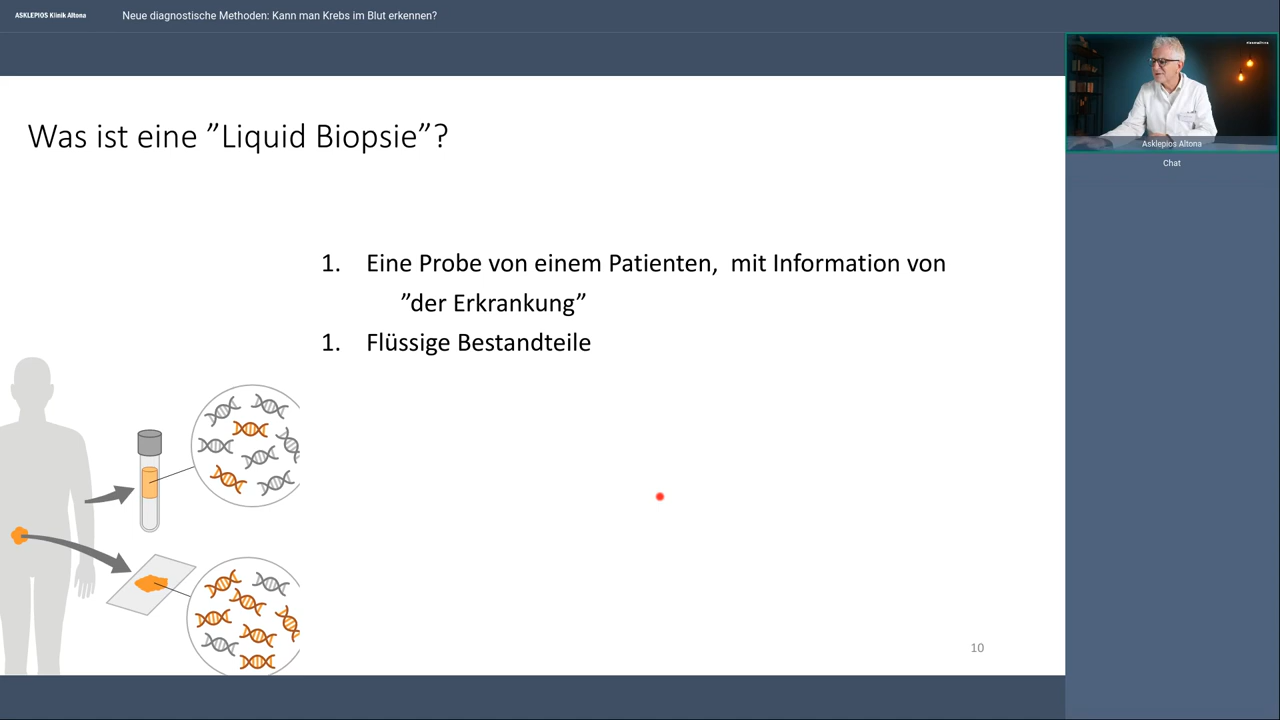 ASKLEPIOS Klinik Altona
Neue diagnostische Methoden: Kann man Krebs im Blut erkennen?
Was ist eine ”Liquid Biopsie”?
1. Eine Probe von einem Patienten, mit Information von
”der Erkrankung”
1. Flüssige Bestandteile
10
Asklepios Altona
Chat